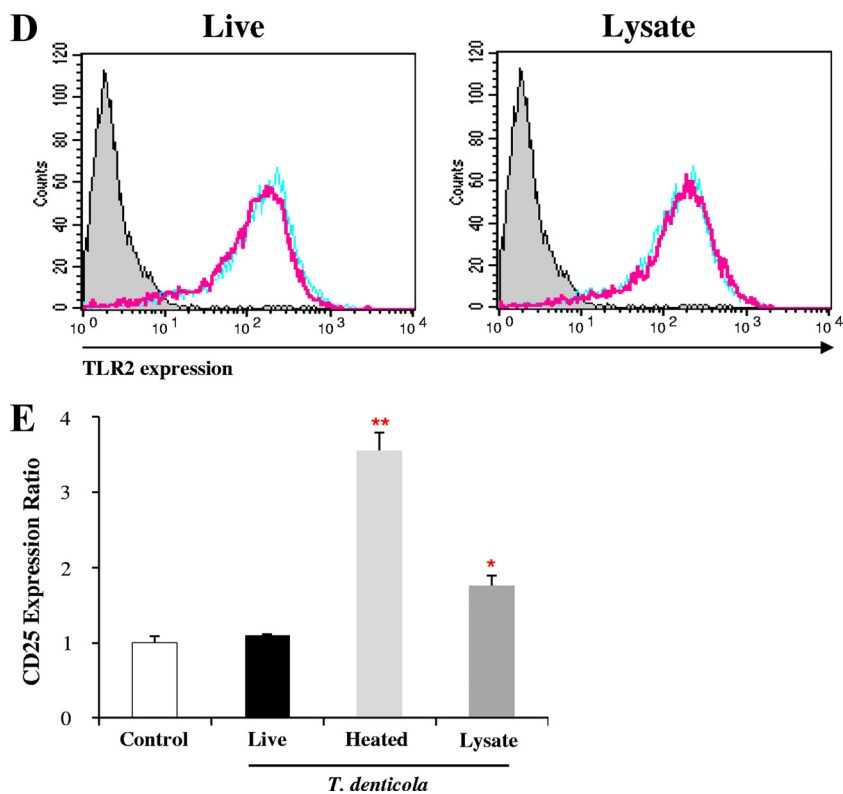 D Live Lysate
120 120
100 100
80 80
60 60
40 40
20 20
0 0
Counts Counts
10 0 10 1 10 2 10 3 10 4 10 0 10 1 10 2 10 3 10 4
TLR2 expression
E
4
3
2
1
0
CD25 Expression Ratio
**
*
Control Live Heated Lysate
T. denticola